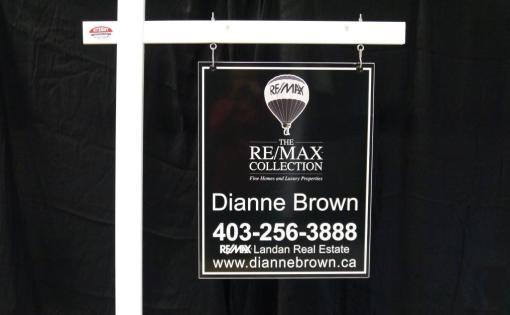 RE/MAX
THE
RE/MAX
COLLECTION
Fine Homes and Luxury Properties
Dianne Brown
403-256-3888
RE/MAX Landan Real Estate
www.diannebrown.ca